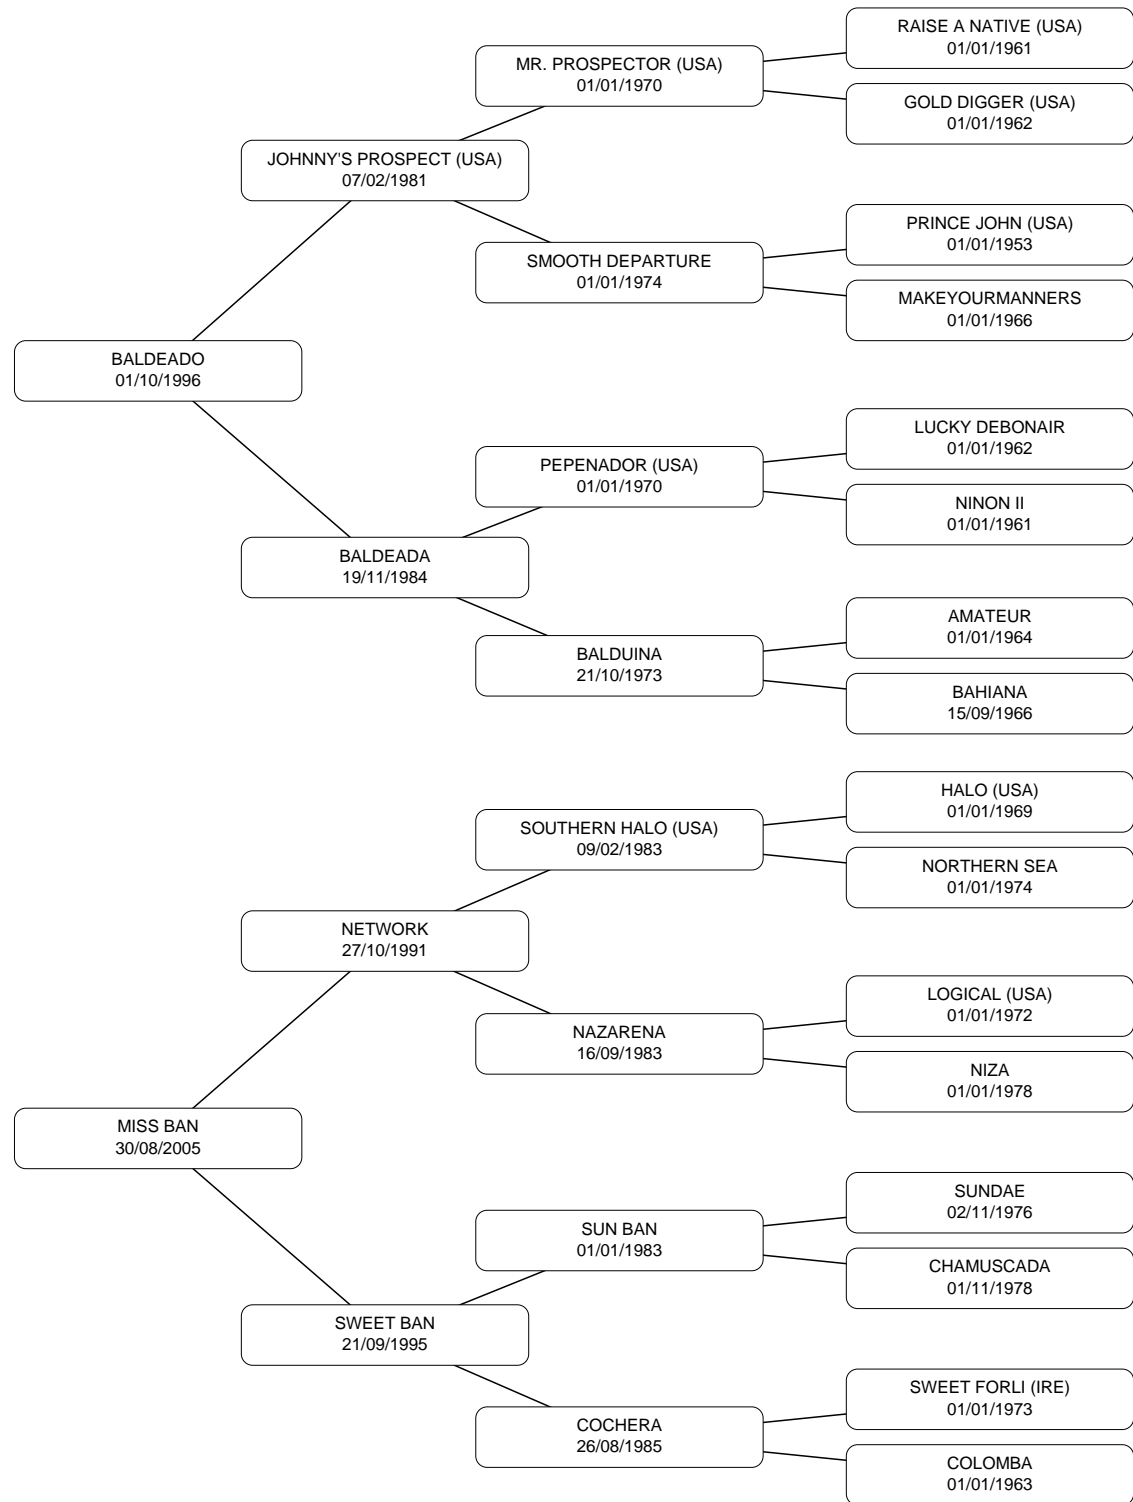 RAISE A NATIVE (USA)
01/01/1961
MR. PROSPECTOR (USA)
01/01/1970
GOLD DIGGER (USA)
01/01/1962
JOHNNY'S PROSPECT (USA)
07/02/1981
PRINCE JOHN (USA)
01/01/1953
SMOOTH DEPARTURE
01/01/1974
MAKEYOURMANNERS
01/01/1966
BALDEADO
01/10/1996
LUCKY DEBONAIR
01/01/1962
PEPENADOR (USA)
01/01/1970
NINON II
01/01/1961
BALDEADA
19/11/1984
AMATEUR
01/01/1964
BALDUINA
21/10/1973
BAHIANA
15/09/1966
HALO (USA)
01/01/1969
SOUTHERN HALO (USA)
09/02/1983
NORTHERN SEA
01/01/1974
NETWORK
27/10/1991
LOGICAL (USA)
01/01/1972
NAZARENA
16/09/1983
NIZA
01/01/1978
MISS BAN
30/08/2005
SUNDAE
02/11/1976
SUN BAN
01/01/1983
CHAMUSCADA
01/11/1978
SWEET BAN
21/09/1995
SWEET FORLI (IRE)
01/01/1973
COCHERA
26/08/1985
COLOMBA
01/01/1963